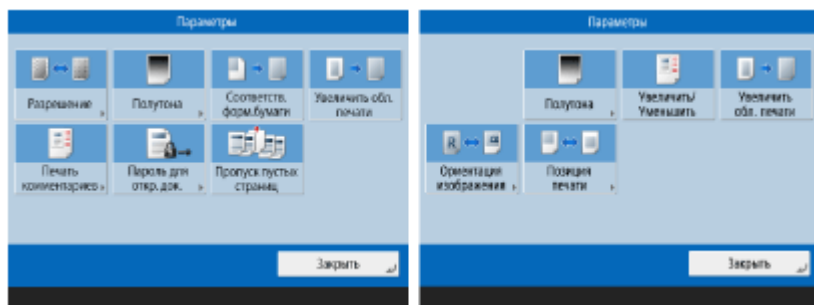 Параметры
Разрешение
Полутона
Соответств.
форм.бумаги
Увеличить обл.
печати
Печать
комментариев
Пароль для
откр. док.
Пропуск пустых
страниц
Закрыть
Параметры
Полутона
Увеличить/
Уменьшить
Увеличить
обл. печати
R
Ориентация
изображения
Позиция
печати
Закрыть